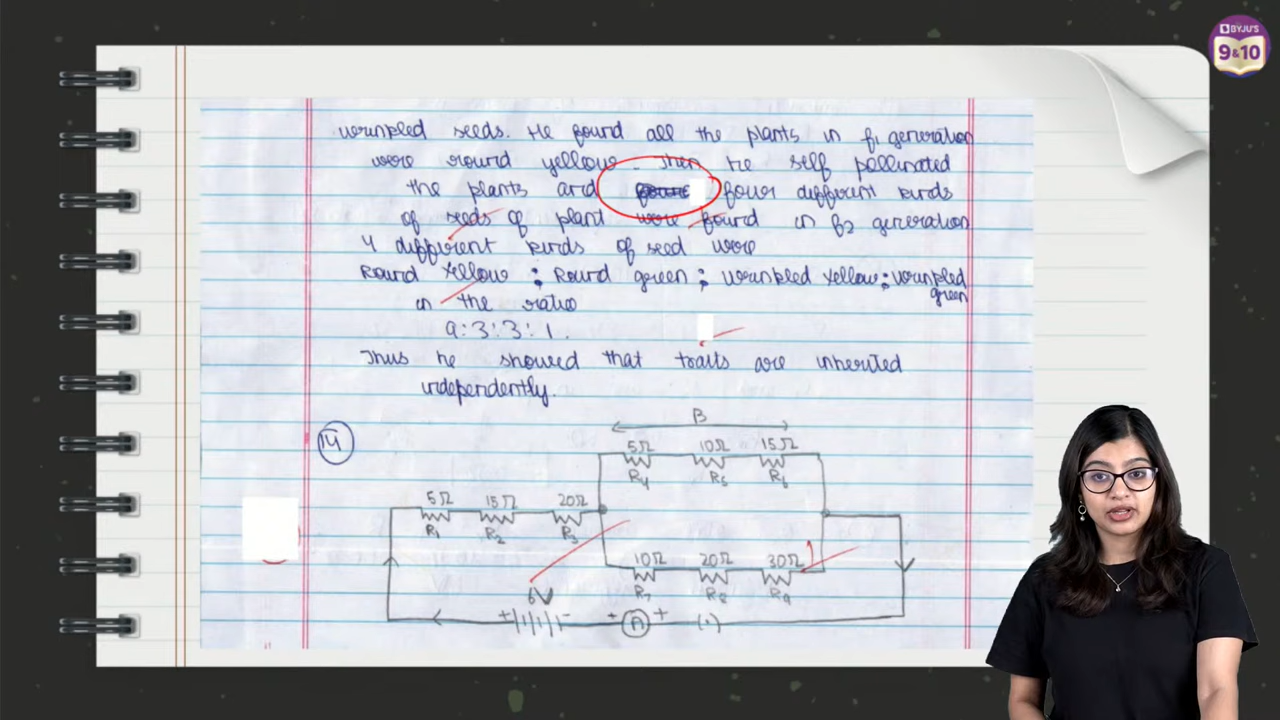 BYJU'S
9&10
wrinkled seeds. He found all the plants in f1 generation
were round yellow. Then he self pollinated
the plants and four different kinds
of seeds of plant were found in f2 generation
4 different kinds of seed were
Round Yellow : Round green : wrinkled Yellow : wrinkled
green
in the ratio
9:3:3:1.
Thus he showed that traits are inherited
independently.
14
B
5Ω 10Ω 15Ω
R4 R5 R6
5Ω 15Ω 20Ω
R1 R2 R3
10Ω 20Ω 30Ω
R7 R8 R9
6V
+ - - A + (.)